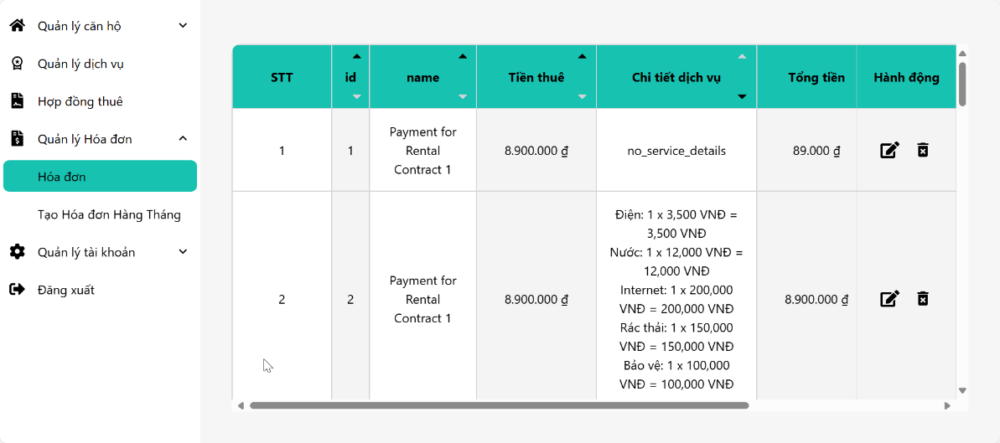 Quản lý căn hộ
Quản lý dịch vụ
Hợp đồng thuê
Quản lý Hóa đơn
Hóa đơn
Tạo Hóa đơn Hàng Tháng
Quản lý tài khoản
Đăng xuất
STT id name Tiền thuê Chi tiết dịch vụ Tổng tiền Hành động
1 1 Payment for Rental Contract 1 8.900.000 ₫ no_service_details 89.000 ₫
2 2 Payment for Rental Contract 1 8.900.000 ₫
Điện: 1 x 3,500 VNĐ =
3,500 VNĐ
Nước: 1 x 12,000 VNĐ =
12,000 VNĐ
Internet: 1 x 200,000
VNĐ = 200,000 VNĐ
Rác thải: 1 x 150,000
VNĐ = 150,000 VNĐ
Bảo vệ: 1 x 100,000
VNĐ = 100,000 VNĐ
8.900.000 ₫